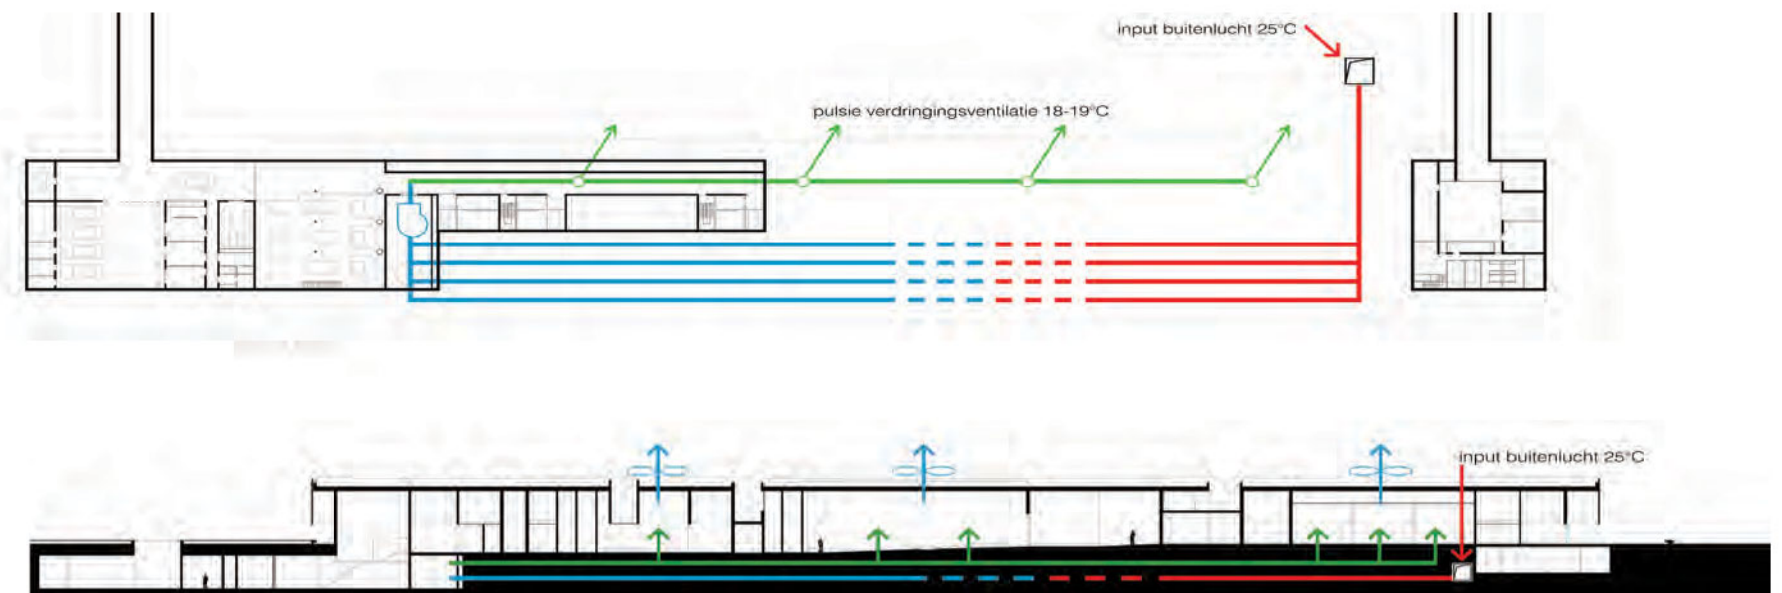 input buitenlucht 25°C
pulsie verdringingsventilatie 18-19°C
input buitenlucht 25°C